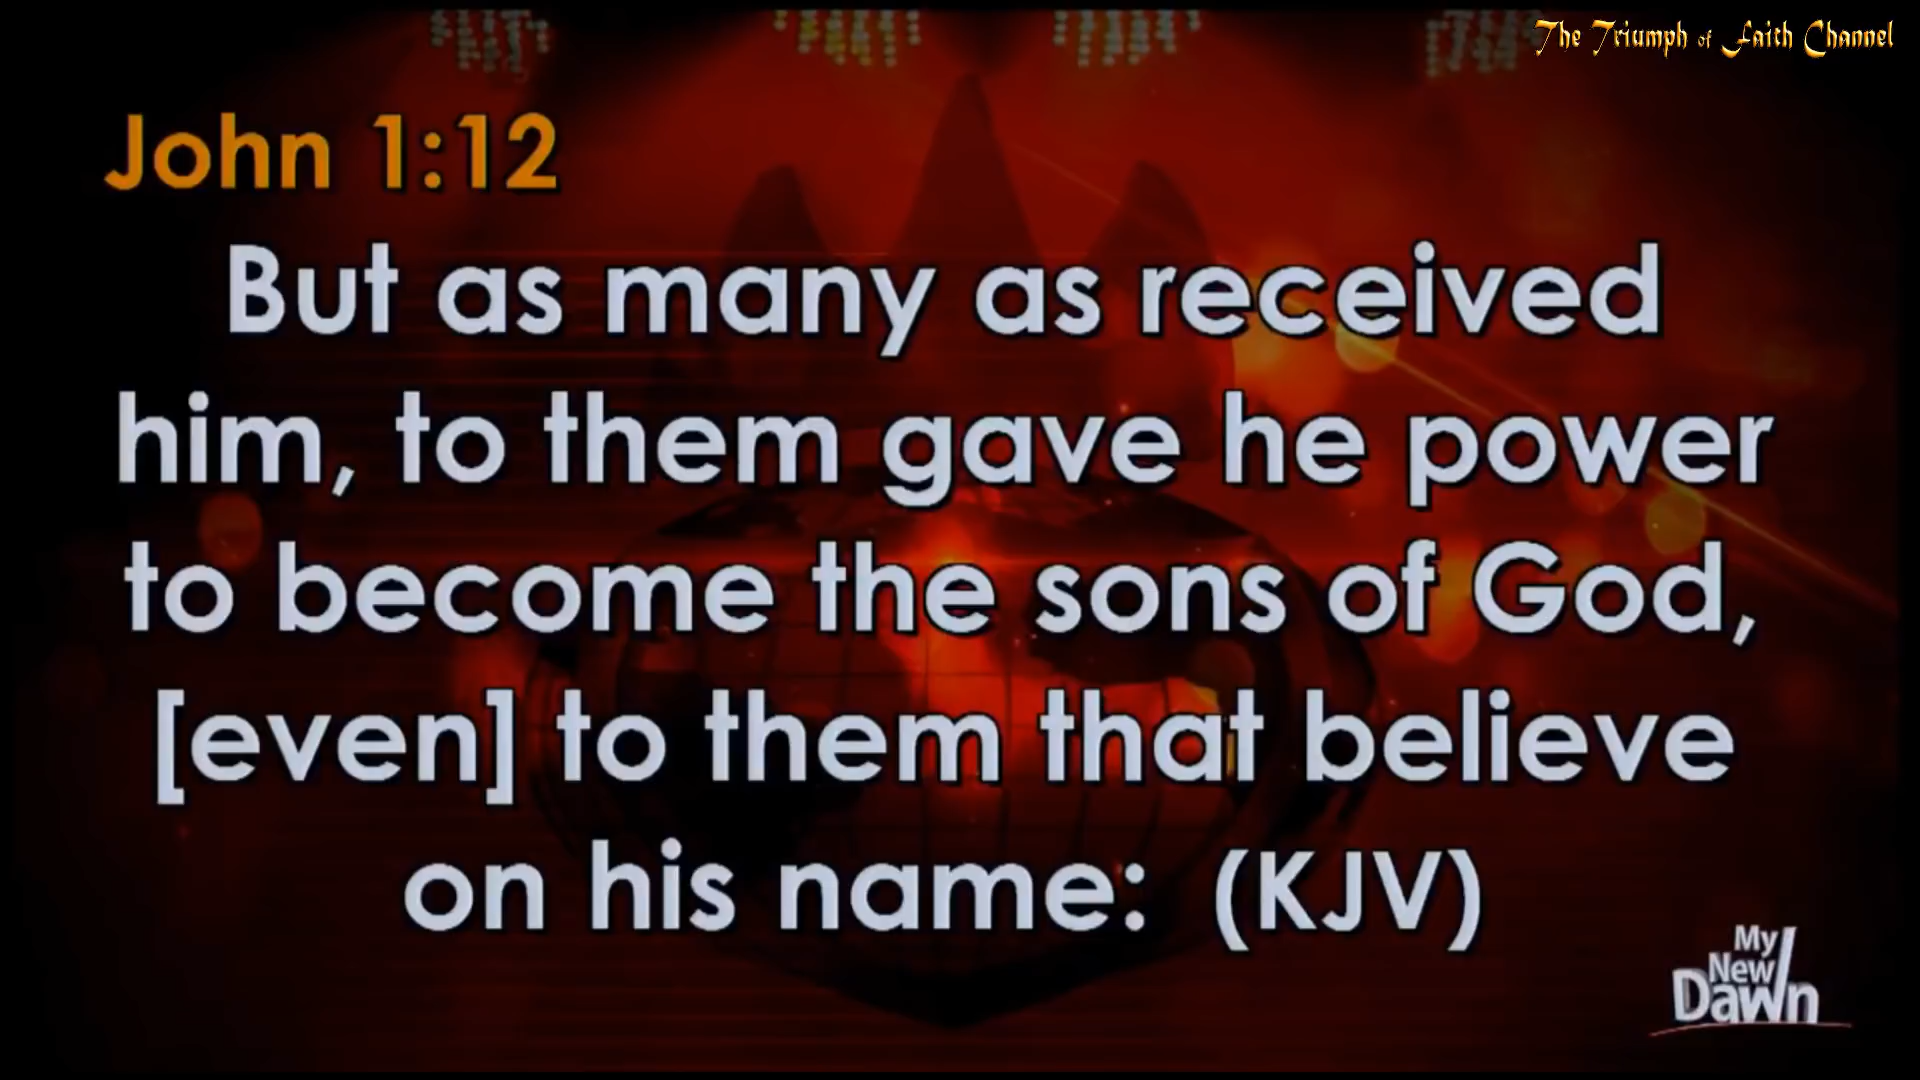 The Triumph of Faith Channel
John 1:12
But as many as received
him, to them gave he power
to become the sons of God,
[even] to them that believe
on his name: (KJV)
My
New
Dawn